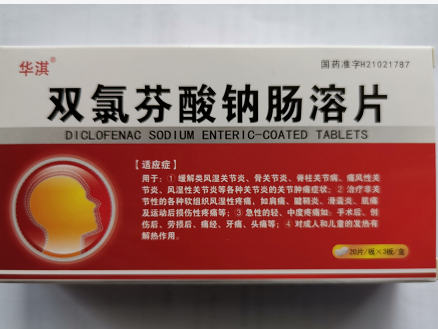 华淇®
国药准字H21021787
双氯芬酸钠肠溶片
DICLOFENAC SODIUM ENTERIC-COATED TABLETS
【适应症】
用于：① 缓解类风湿关节炎、骨关节炎、脊柱关节病、痛风性关
节炎、风湿性关节炎等各种关节炎的关节肿痛症状；② 治疗非关
节性的各种软组织风湿性疼痛，如肩痛、腱鞘炎、滑囊炎、肌痛
及运动后损伤性疼痛等；③ 急性的轻、中度疼痛如：手术后、创
伤后、劳损后、痛经、牙痛、头痛等；④ 对成人和儿童的发热有
解热作用。
20片/板×3板/盒